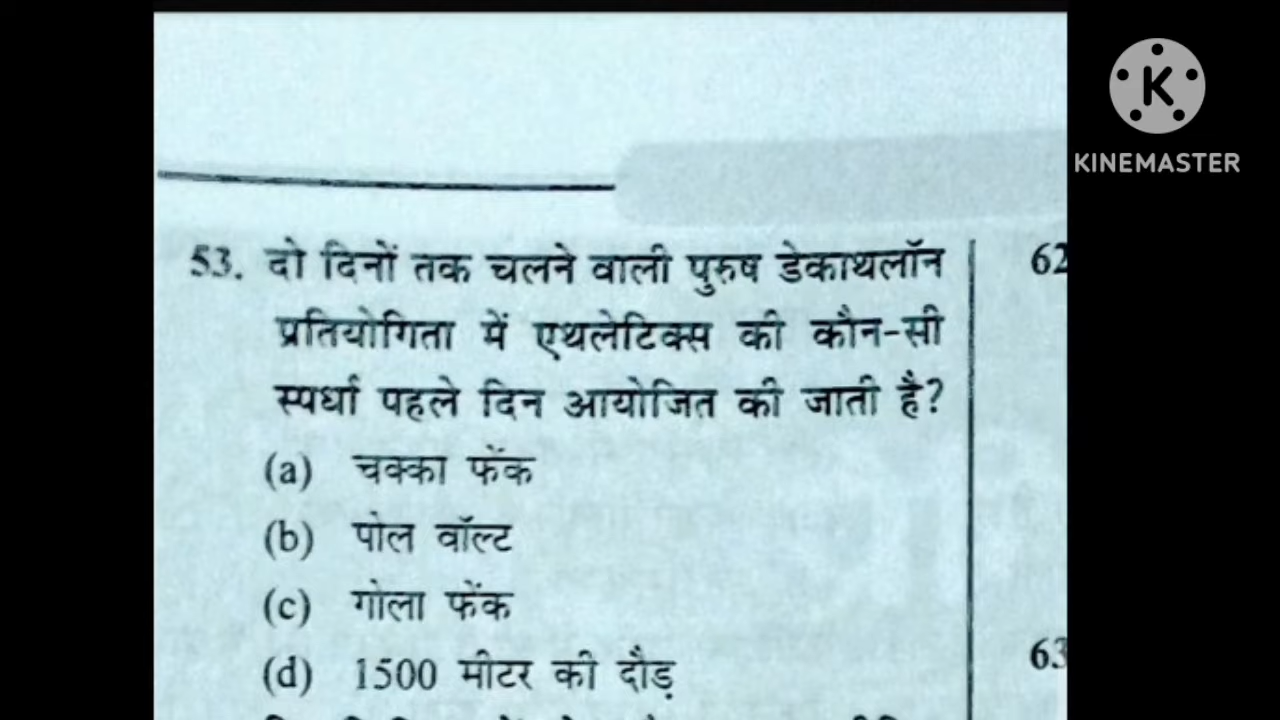 KINEMASTER
53. दो दिनों तक चलने वाली पुरुष डेकाथलॉन
प्रतियोगिता में एथलेटिक्स की कौन-सी
स्पर्धा पहले दिन आयोजित की जाती है?
(a) चक्का फेंक
(b) पोल वॉल्ट
(c) गोला फेंक
(d) 1500 मीटर की दौड़
62
63